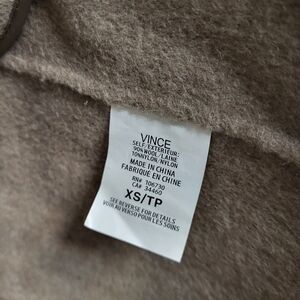 VINCE
SELF/EXTERIEUR:
90%WOOL/LAINE
10%NYLON/NYLON
MADE IN CHINA
FABRIQUÉ EN CHINE
RN# 106730
CA# 34460
XS/TP
SEE REVERSE FOR DETAILS
VOIR AU VERSO POUR LES SOINS